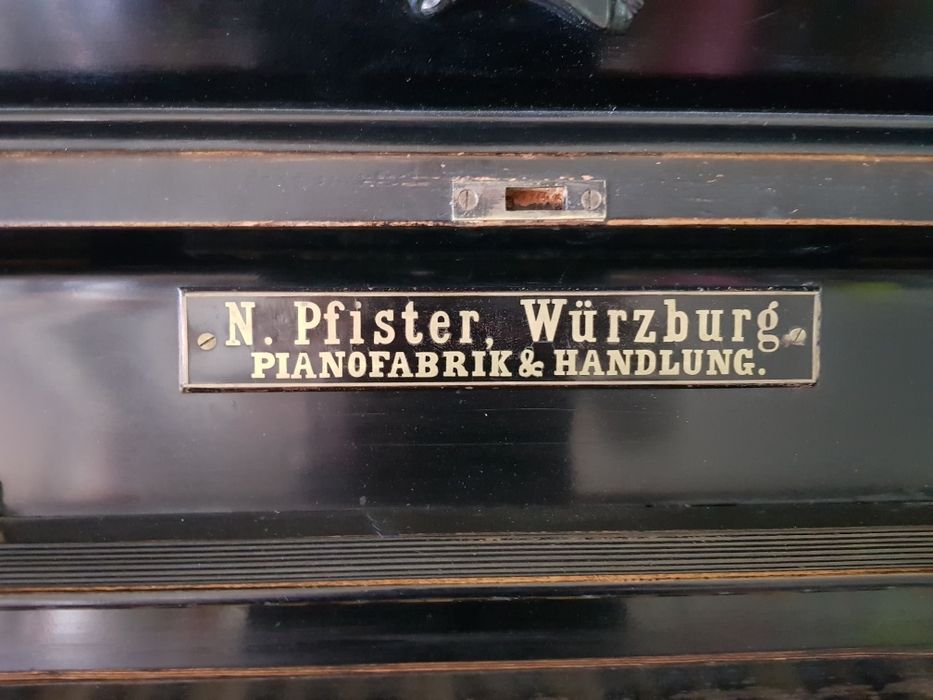 N. Pfister, Würzburg
PIANOFABRIK & HANDLUNG.